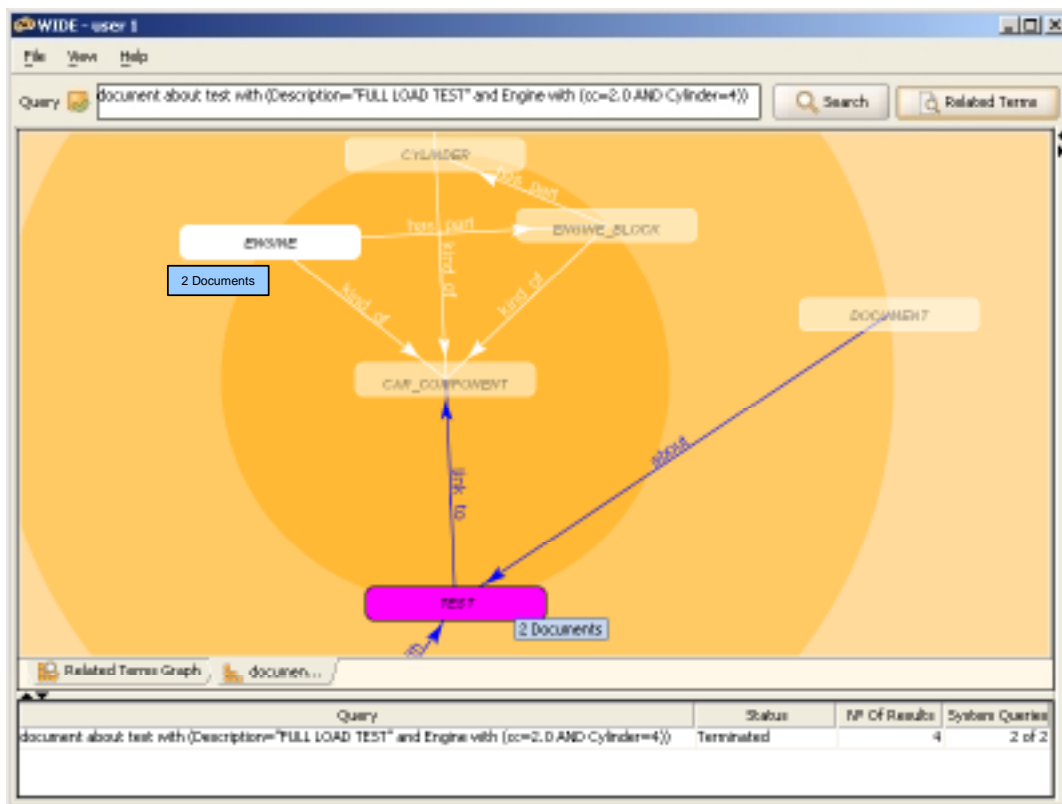 WIDE - user 1
File View Help
Query document about test with (Description="FULL LOAD TEST" and Engine with (cc=2.0 AND Cylinder=4)) Search Related Terms
CYLINDER
has_part
has_part
ENGINE_BLOCK
ENGINE
2 Documents
kind_of
kind_of
kind_of
DOCUMENT
CAR_COMPONENT
about
link_to
TEST
2 Documents
Related Terms Graph documen...
Query Status Nº Of Results System Queries
document about test with (Description="FULL LOAD TEST" and Engine with (cc=2.0 AND Cylinder=4)) Terminated 4 2 of 2